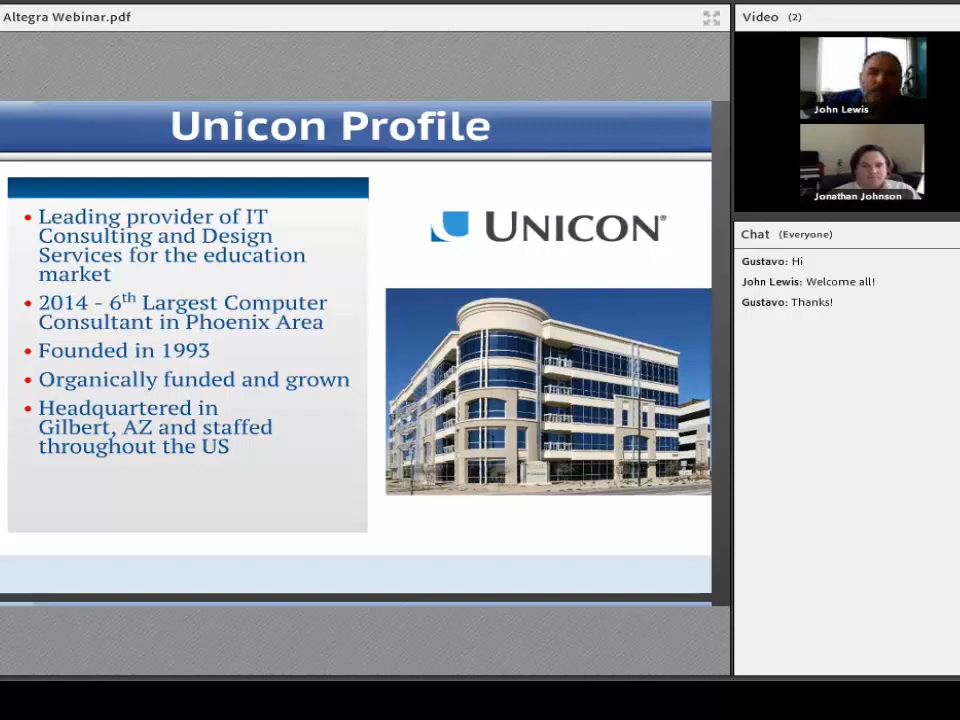 Altegra Webinar.pdf
Video (2)
John Lewis
Jonathan Johnson
Unicon Profile
• Leading provider of IT
Consulting and Design
Services for the education
market
• 2014 - 6th Largest Computer
Consultant in Phoenix Area
• Founded in 1993
• Organically funded and grown
• Headquartered in
Gilbert, AZ and staffed
throughout the US
UNICON®
Chat (Everyone)
Gustavo: Hi
John Lewis: Welcome all!
Gustavo: Thanks!